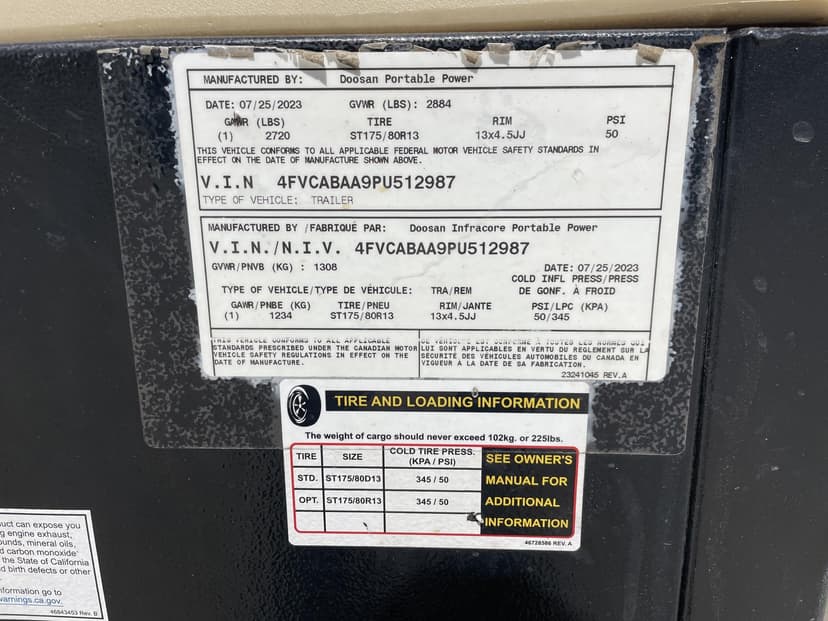 MANUFACTURED BY: Doosan Portable Power
DATE: 07/25/2023 GVWR (LBS): 2884
GAWR (LBS) TIRE RIM PSI
(1) 2720 ST175/80R13 13x4.5JJ 50
THIS VEHICLE CONFORMS TO ALL APPLICABLE FEDERAL MOTOR VEHICLE SAFETY STANDARDS IN
EFFECT ON THE DATE OF MANUFACTURE SHOWN ABOVE.
V.I.N 4FVCABAA9PU512987
TYPE OF VEHICLE: TRAILER
MANUFACTURED BY /FABRIQUÉ PAR: Doosan Infracore Portable Power
V.I.N./N.I.V. 4FVCABAA9PU512987
GVWR/PNVB (KG) : 1308 DATE: 07/25/2023
COLD INFL PRESS/PRESS
TYPE OF VEHICLE/TYPE DE VÉHICULE: TRA/REM DE GONF. À FROID
GAWR/PNBE (KG) TIRE/PNEU RIM/JANTE PSI/LPC (KPA)
(1) 1234 ST175/80R13 13x4.5JJ 50/345
THIS VEHICLE CONFORMS TO ALL APPLICABLE
STANDARDS PRESCRIBED UNDER THE CANADIAN MOTOR
VEHICLE SAFETY REGULATIONS IN EFFECT ON THE
DATE OF MANUFACTURE.
CE VÉHICULE EST CONFORME À TOUTES LES NORMES QUI
LUI SONT APPLICABLES EN VERTU DU RÈGLEMENT SUR LA
SÉCURITÉ DES VÉHICULES AUTOMOBILES DU CANADA EN
VIGUEUR À LA DATE DE SA FABRICATION.
23241045 REV.A
TIRE AND LOADING INFORMATION
The weight of cargo should never exceed 102kg. or 225lbs.
TIRE SIZE COLD TIRE PRESS.
(KPA / PSI)
STD. ST175/80D13 345 / 50
OPT. ST175/80R13 345 / 50
SEE OWNER'S
MANUAL FOR
ADDITIONAL
INFORMATION
46728586 REV. A
uct can expose you
g engine exhaust,
ounds, mineral oils,
d carbon monoxide
the State of California
d birth defects or other
nformation go to
warnings.ca.gov.
46843453 Rev. B